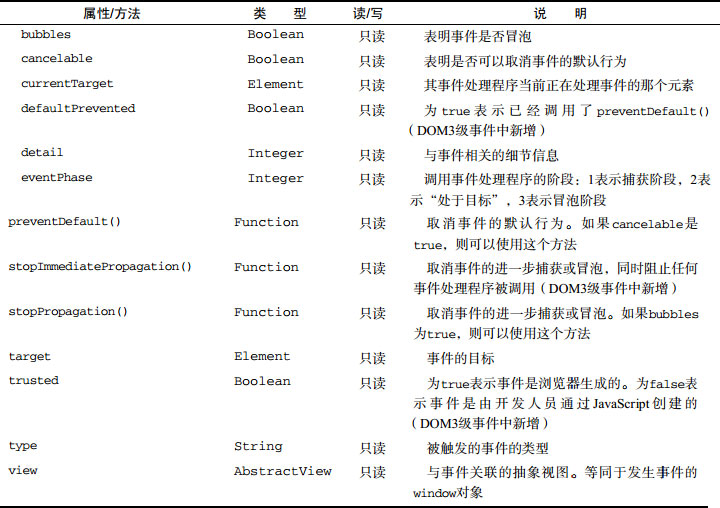 属性/方法 类 型 读/写 说 明
bubbles Boolean 只读 表明事件是否冒泡
cancelable Boolean 只读 表明是否可以取消事件的默认行为
currentTarget Element 只读 其事件处理程序当前正在处理事件的那个元素
defaultPrevented Boolean 只读 为true表示已经调用了preventDefault()
（DOM3级事件中新增）
detail Integer 只读 与事件相关的细节信息
eventPhase Integer 只读 调用事件处理程序的阶段：1表示捕获阶段，2表
示“处于目标”，3表示冒泡阶段
preventDefault() Function 只读 取消事件的默认行为。如果cancelable是
true，则可以使用这个方法
stopImmediatePropagation() Function 只读 取消事件的进一步捕获或冒泡，同时阻止任何
事件处理程序被调用（DOM3级事件中新增）
stopPropagation() Function 只读 取消事件的进一步捕获或冒泡。如果bubbles
为true，则可以使用这个方法
target Element 只读 事件的目标
trusted Boolean 只读 为true表示事件是浏览器生成的。为false表
示事件是由开发人员通过JavaScript创建的
（DOM3级事件中新增）
type String 只读 被触发的事件的类型
view AbstractView 只读 与事件关联的抽象视图。等同于发生事件的
window对象